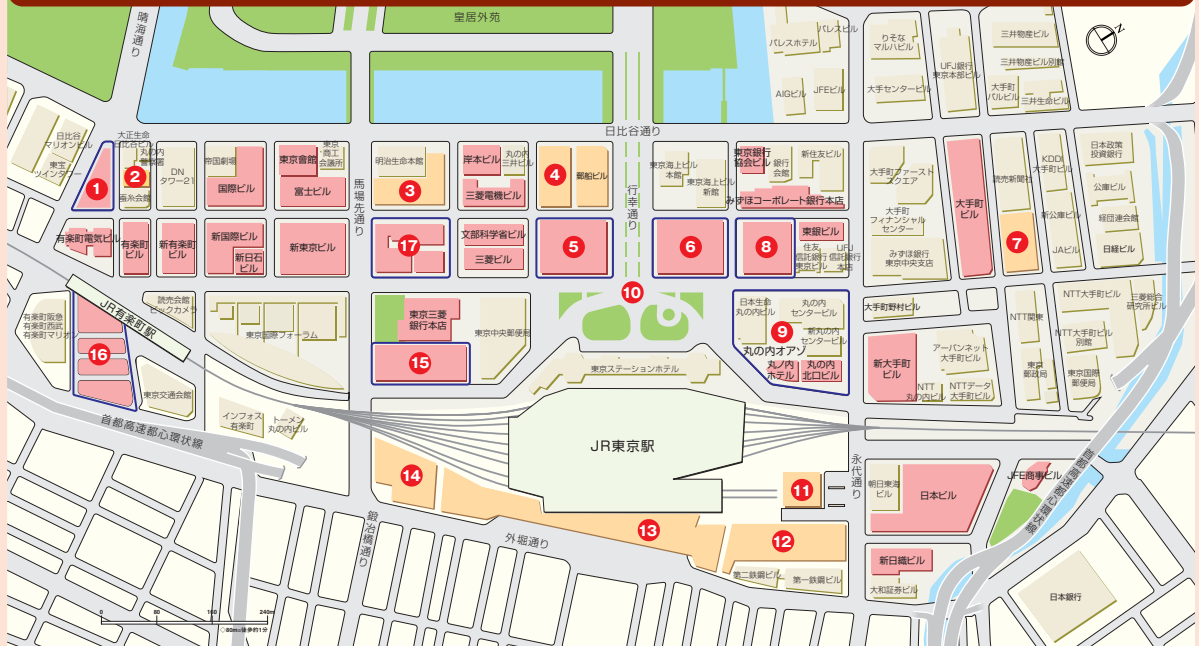 皇居外苑
晴海通り
パレスビル
パレスホテル
AIGビル
JFEビル
りそな
マルハビル
大手センタービル
UFJ銀行
東京本部ビル
三井物産ビル
三井物産ビル別館
大手町
パルビル
三井生命ビル
N
日比谷通り
日比谷
マリオンビル
東宝
ツインタワー
1
大正生命
日比谷ビル
丸の内
警察署
2
蚕糸会館
DN
タワー21
帝国劇場
国際ビル
東京會舘
東京
商工
会議所
富士ビル
馬場先通り
明治生命本館
3
岸本ビル
丸の内
三井ビル
三菱電機ビル
4
郵船ビル
行幸通り
東京海上ビル
本館
東京海上ビル
新館
東京銀行
協会ビル
銀行
会館
新住友ビル
みずほコーポレート銀行本店
大手町ファースト
スクエア
大手町
フィナンシャル
センター
みずほ銀行
東京中央支店
大手町
ビル
読売新聞社
7
KDDI
大手町ビル
新公庫ビル
JAビル
日本政策
投資銀行
公庫ビル
経団連会館
日経ビル
有楽町電気ビル
有楽町
ビル
新有楽町
ビル
新国際ビル
新日石
ビル
新東京ビル
17
文部科学省ビル
三菱ビル
5
6
8
東銀ビル
住友
信託銀行
東京ビル
UFJ
信託銀行
本店
10
有楽町阪急
有楽町西武
有楽町マリオン
16
JR有楽町駅
読売会館
ビックカメラ
東京国際フォーラム
東京交通会館
東京三菱
銀行本店
15
東京中央郵便局
東京ステーションホテル
日本生命
丸の内ビル
丸の内
センタービル
9
新丸の内
センタービル
丸の内オアゾ
丸ノ内
ホテル
丸の内
北口ビル
大手町野村ビル
新大手町
ビル
アーバンネット
大手町ビル
NTT
丸の内ビル
NTTデータ
大手町ビル
NTT関東
東京
郵政局
NTT大手町ビル
NTT大手町ビル
別館
東京国際
郵便局
三菱総合
研究所ビル
首都高速都心環状線
インフォス
有楽町
トーメン
丸の内ビル
JR東京駅
永代通り
首都高速都心環状線
14
11
13
12
鍛冶橋通り
外堀通り
第二鉄鋼ビル
第一鉄鋼ビル
朝日東海
ビル
日本ビル
JFE商事ビル
新日鐵ビル
大和証券ビル
日本銀行
0
80
160
240m
◇80m=徒歩約1分